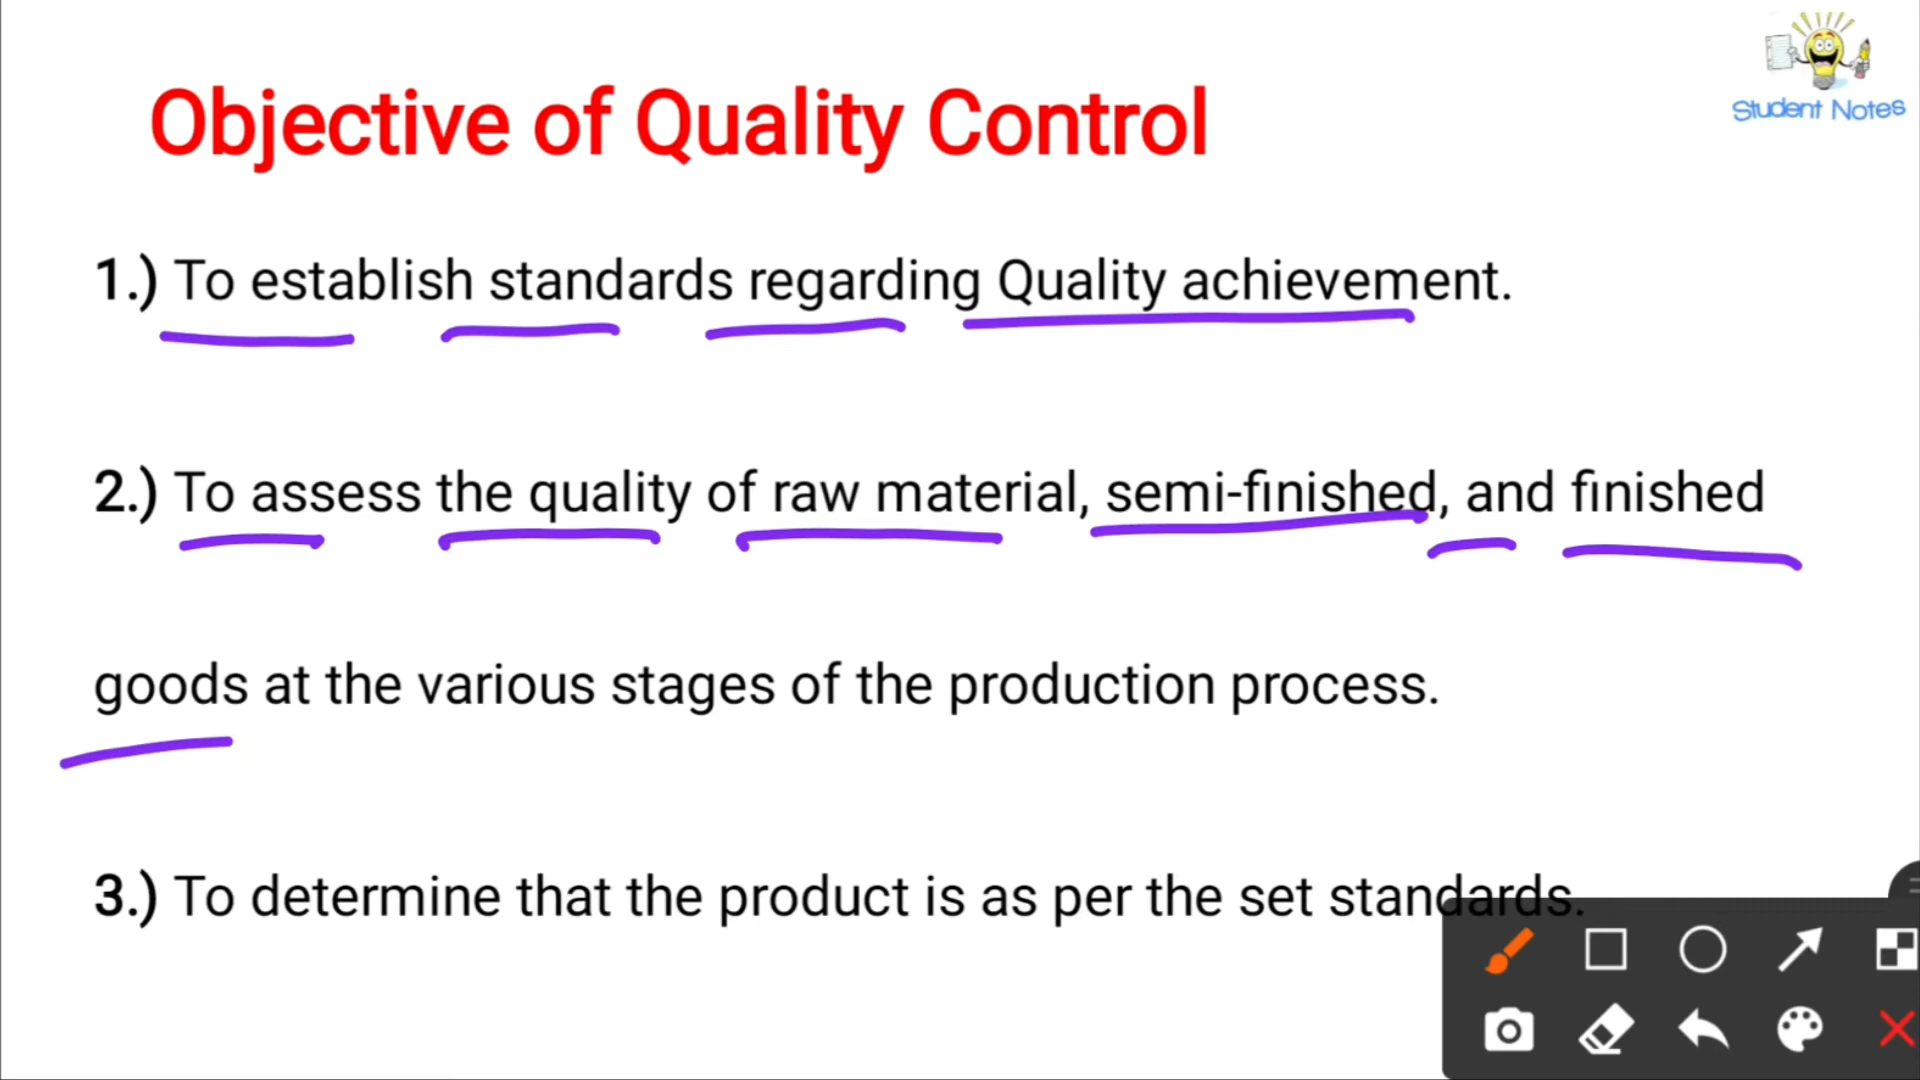 Student Notes
Objective of Quality Control
1.) To establish standards regarding Quality achievement.
2.) To assess the quality of raw material, semi-finished, and finished
goods at the various stages of the production process.
3.) To determine that the product is as per the set standards.